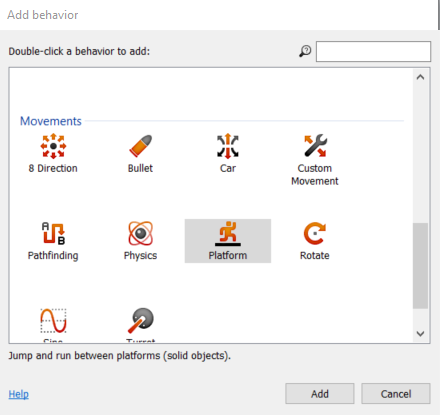 Add behavior
Double-click a behavior to add:
Movements
8 Direction
Bullet
Car
Custom
Movement
A
B
Pathfinding
Physics
Platform
Rotate
Sine
Turret
Jump and run between platforms (solid objects).
Help
Add
Cancel